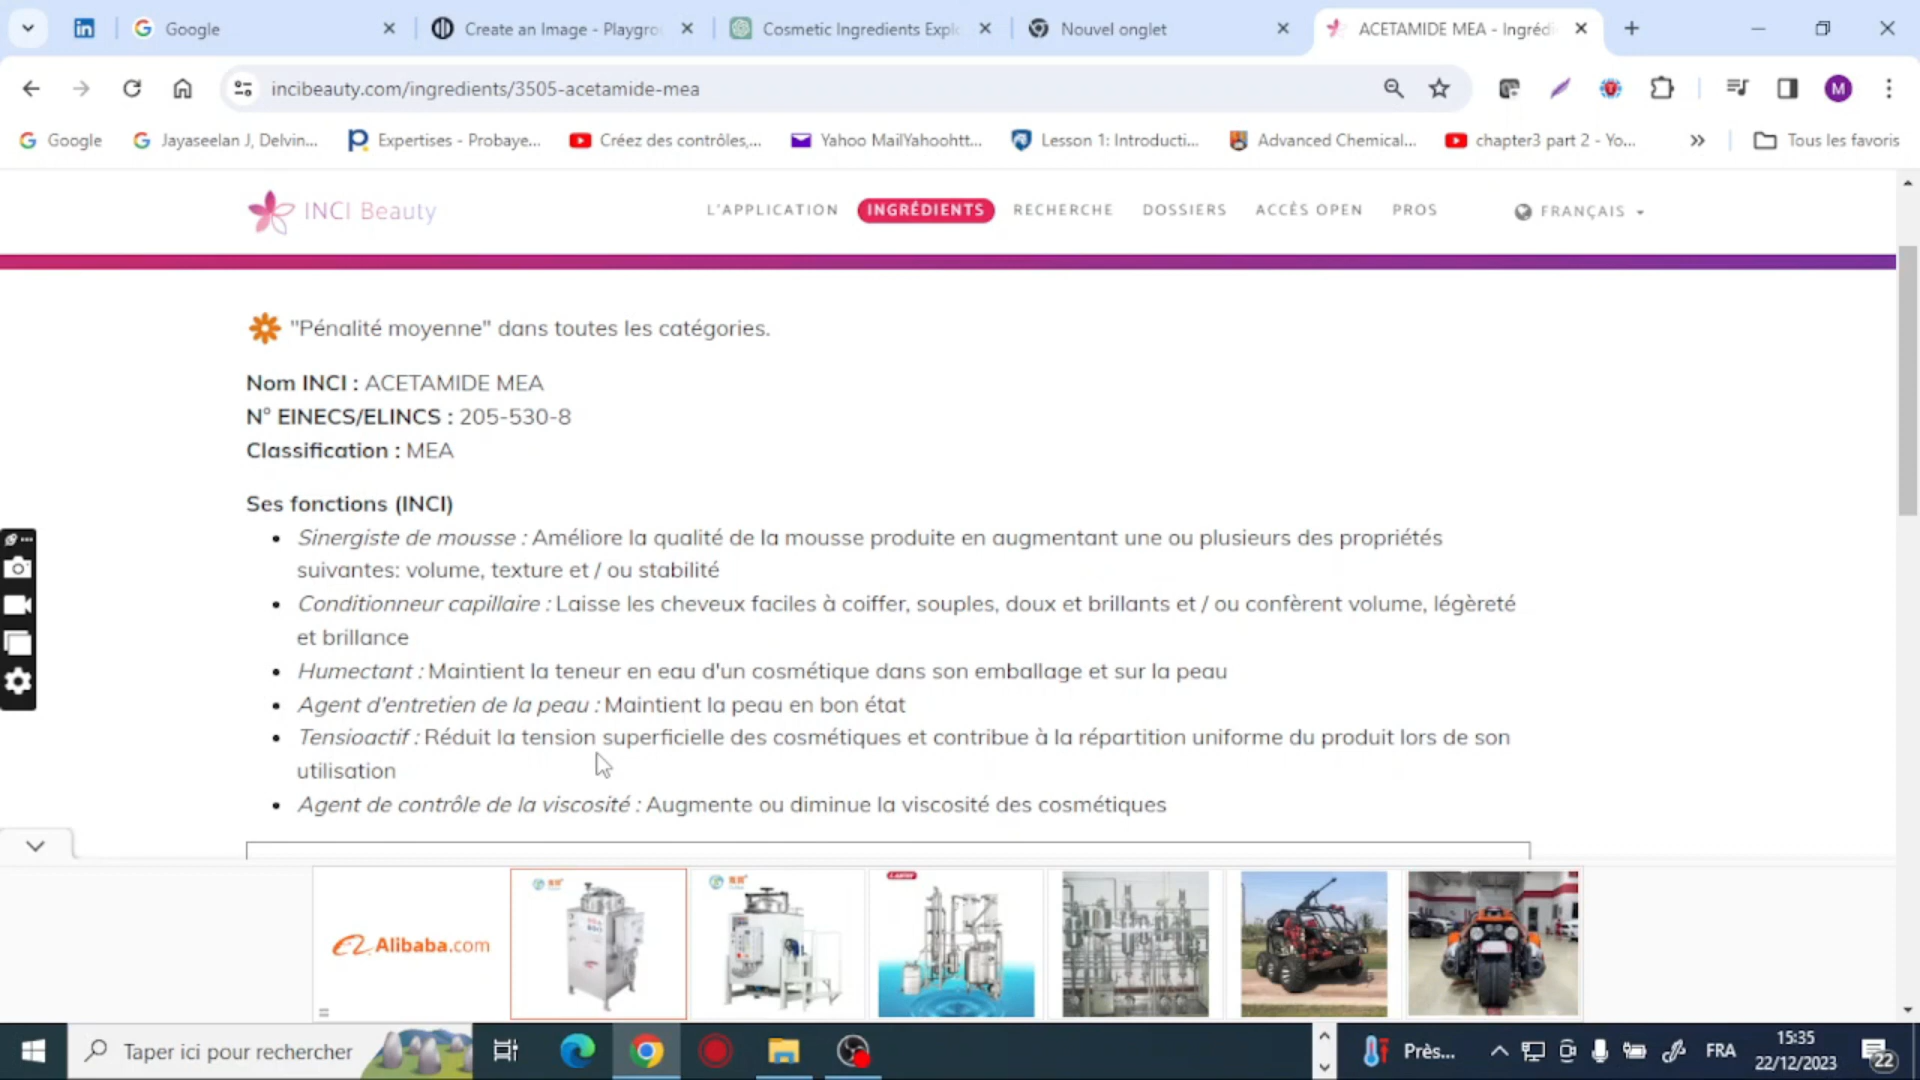 Google
Create an Image - Playgro
Cosmetic Ingredients Expl
Nouvel onglet
ACETAMIDE MEA - Ingréd
incibeauty.com/ingredients/3505-acetamide-mea
M
Google
Jayaseelan J, Delvin...
Expertises - Probaye...
Créez des contrôles,...
Yahoo MailYahoohtt...
Lesson 1: Introducti...
Advanced Chemical...
chapter3 part 2 - Yo...
Tous les favoris
INCI Beauty
L'APPLICATION
INGRÉDIENTS
RECHERCHE
DOSSIERS
ACCÈS OPEN
PROS
FRANÇAIS
"Pénalité moyenne" dans toutes les catégories.
Nom INCI : ACETAMIDE MEA
N° EINECS/ELINCS : 205-530-8
Classification : MEA
Ses fonctions (INCI)
Sinergiste de mousse : Améliore la qualité de la mousse produite en augmentant une ou plusieurs des propriétés
suivantes: volume, texture et / ou stabilité
Conditionneur capillaire : Laisse les cheveux faciles à coiffer, souples, doux et brillants et / ou confèrent volume, légèreté
et brillance
Humectant : Maintient la teneur en eau d'un cosmétique dans son emballage et sur la peau
Agent d'entretien de la peau : Maintient la peau en bon état
Tensioactif : Réduit la tension superficielle des cosmétiques et contribue à la répartition uniforme du produit lors de son
utilisation
Agent de contrôle de la viscosité : Augmente ou diminue la viscosité des cosmétiques
Alibaba.com
Taper ici pour rechercher
Près...
FRA
15:35
22/12/2023
22